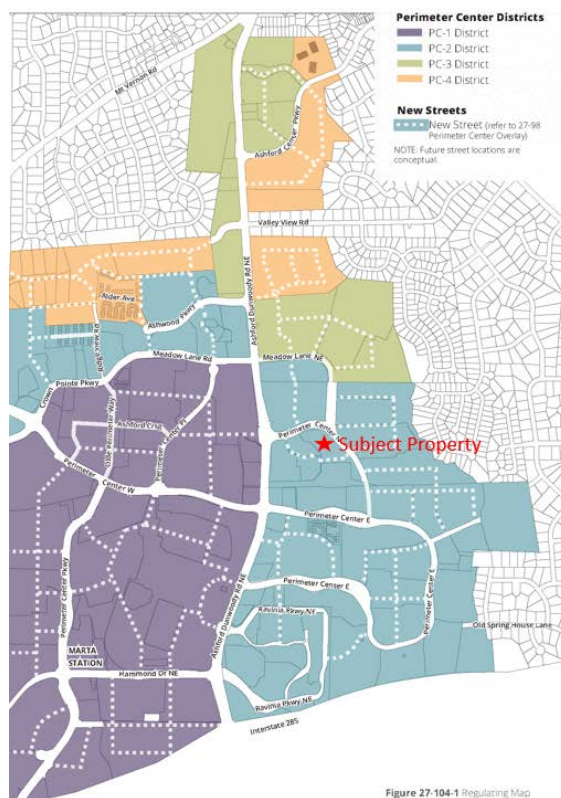 Perimeter Center Districts
PC-1 District
PC-2 District
PC-3 District
PC-4 District
New Streets
New Street (refer to 27-98
Perimeter Center Overlay)
NOTE: Future street locations are
conceptual.
Mt Vernon Rd
Ashford Center Pkwy
Valley View Rd
Ashford Dunwoody Rd NE
Alder Ave
Ashwood Pkwy
Meadow Lane Rd
Meadow Lane NE
Crown
Pointe Pkwy
Perimeter Center
Subject Property
Ashford Crsg
Perimeter Center Pl
Perimeter Center W
Perimeter Center E
Perimeter Center Pkwy
Perimeter Center E
Perimeter Center E
Ravinia Pkwy NE
Ashford Dunwoody Rd NE
Old Spring House Lane
MARTA
STATION
Hammond Dr NE
Ravinia Pkwy NE
Interstate 285
Figure 27-104-1 Regulating Map